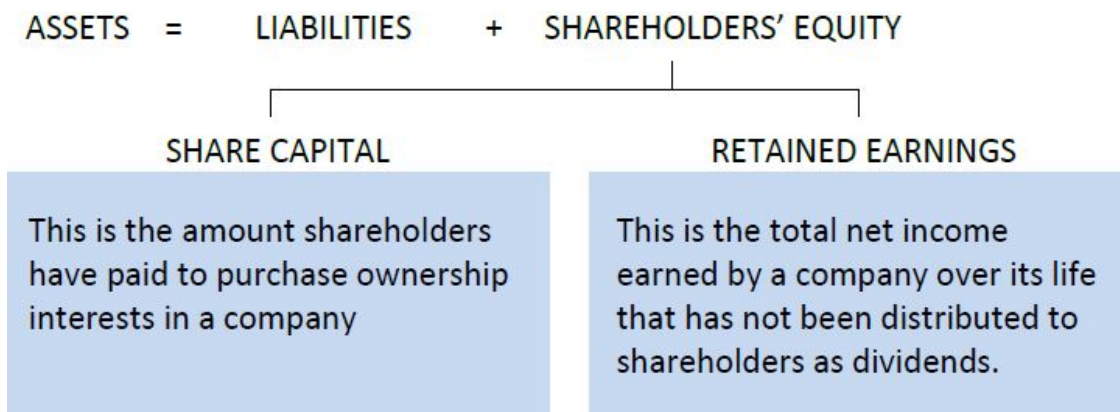 ASSETS = LIABILITIES + SHAREHOLDERS’ EQUITY
SHARE CAPITAL
RETAINED EARNINGS
This is the amount shareholders
have paid to purchase ownership
interests in a company
This is the total net income
earned by a company over its life
that has not been distributed to
shareholders as dividends.